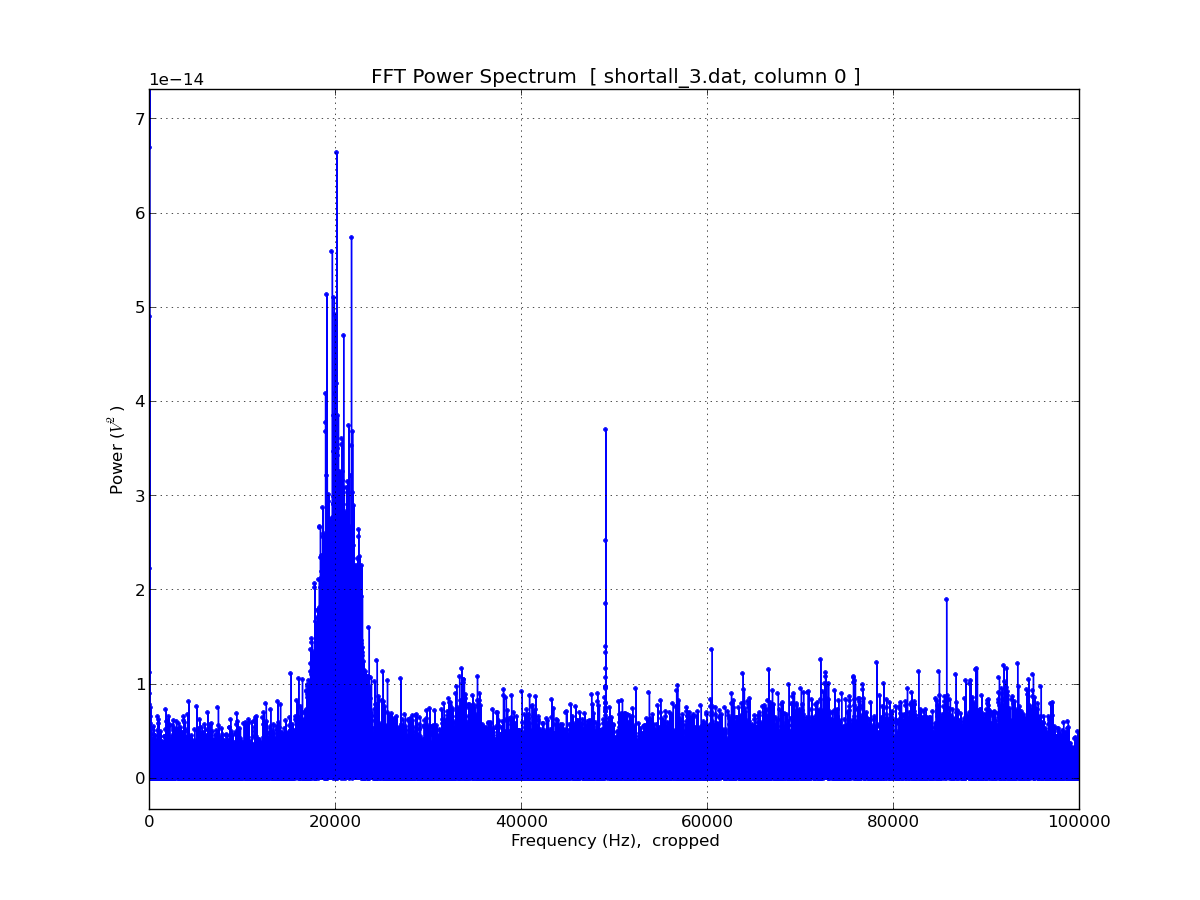 FFT Power Spectrum [ shortall_3.dat, column 0 ]
1e−14
7
6
5
4
3
2
1
0
Power (V² )
0 20000 40000 60000 80000 100000
Frequency (Hz), cropped